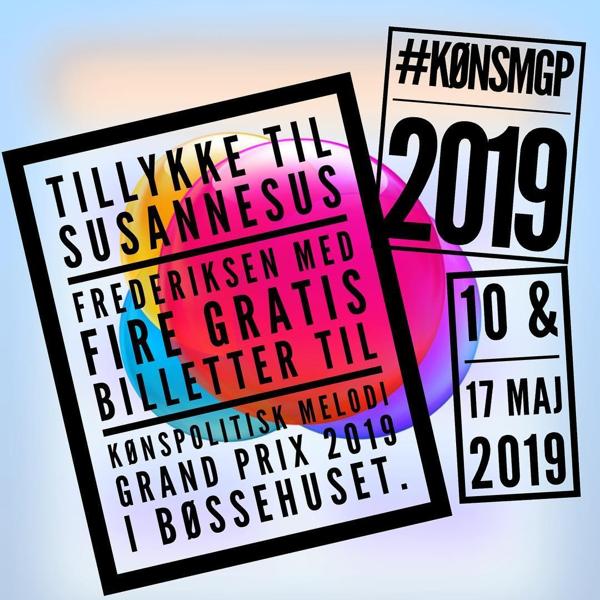 TILLYKKE TIL
SUSANNESUS
FREDERIKSEN MED
FIRE GRATIS
BILLETTER TIL
KØNSPOLITISK MELODI
GRAND PRIX 2019
I BØSSEHUSET.
#KØNSMGP
2019
10 &
17 MAJ
2019